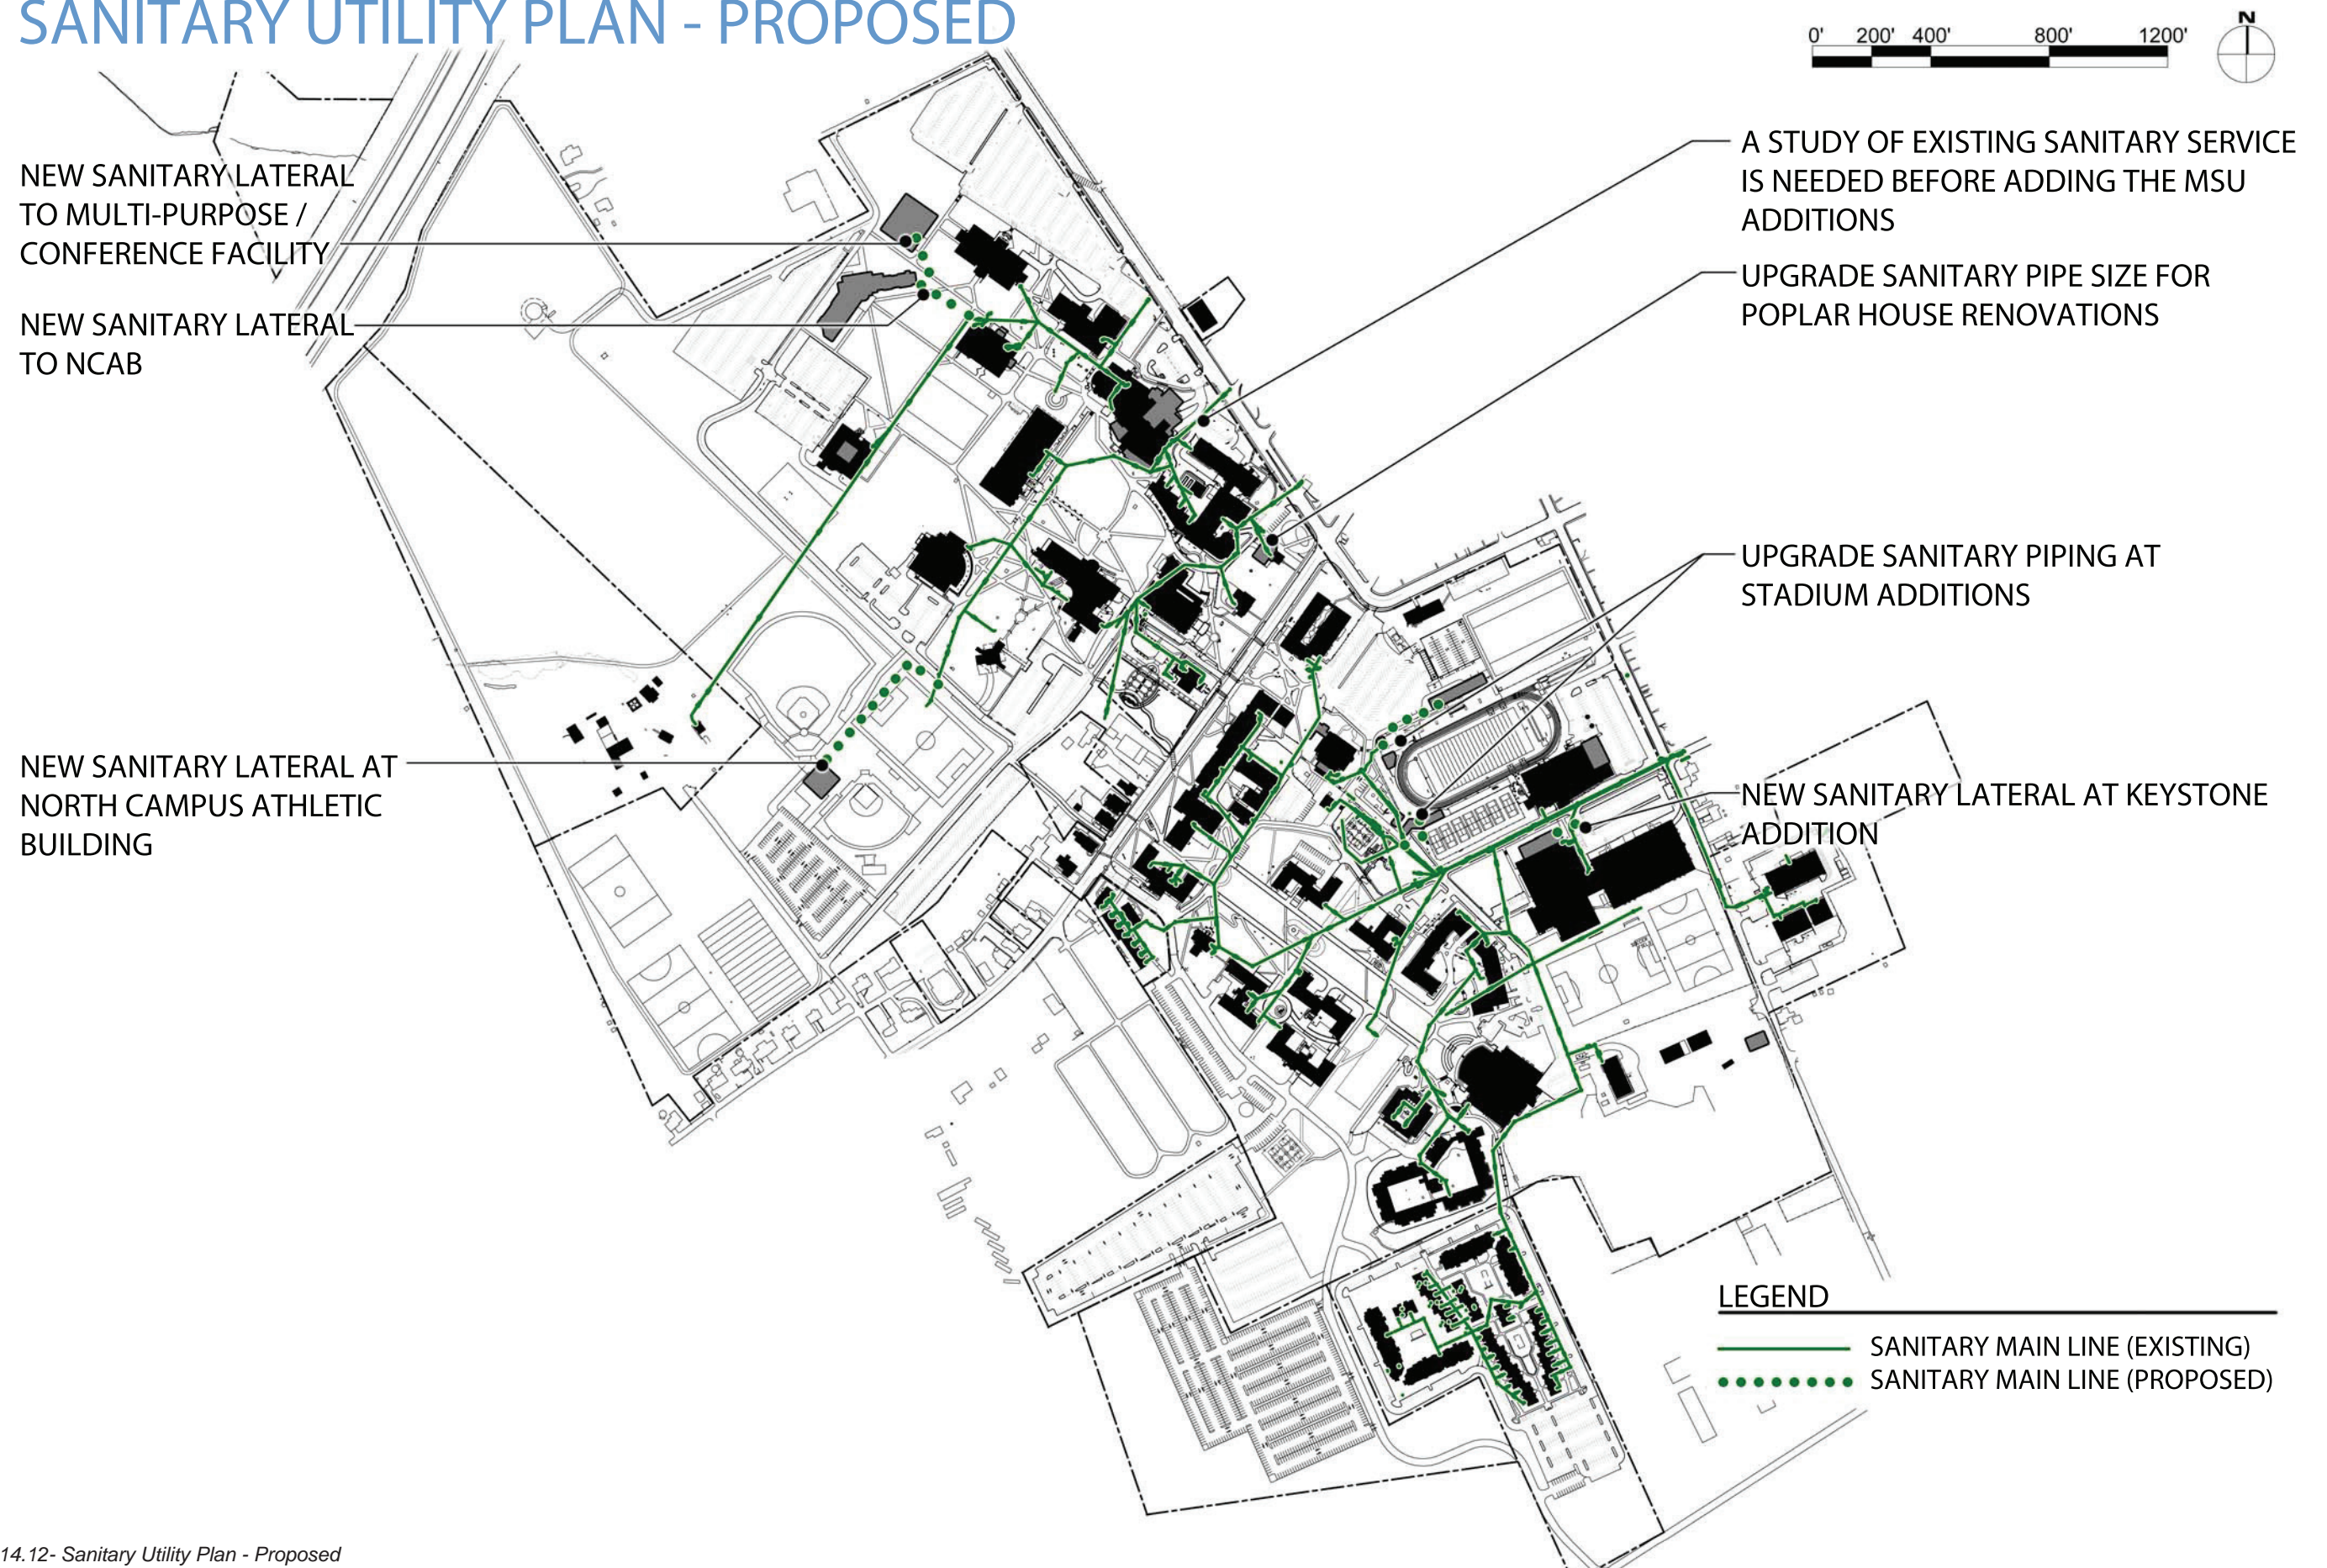 SANITARY UTILITY PLAN - PROPOSED
0' 200' 400' 800' 1200'
N
NEW SANITARY LATERAL
TO MULTI-PURPOSE /
CONFERENCE FACILITY
NEW SANITARY LATERAL
TO NCAB
NEW SANITARY LATERAL AT
NORTH CAMPUS ATHLETIC
BUILDING
A STUDY OF EXISTING SANITARY SERVICE
IS NEEDED BEFORE ADDING THE MSU
ADDITIONS
UPGRADE SANITARY PIPE SIZE FOR
POPLAR HOUSE RENOVATIONS
UPGRADE SANITARY PIPING AT
STADIUM ADDITIONS
NEW SANITARY LATERAL AT KEYSTONE
ADDITION
LEGEND
SANITARY MAIN LINE (EXISTING)
SANITARY MAIN LINE (PROPOSED)
14.12- Sanitary Utility Plan - Proposed